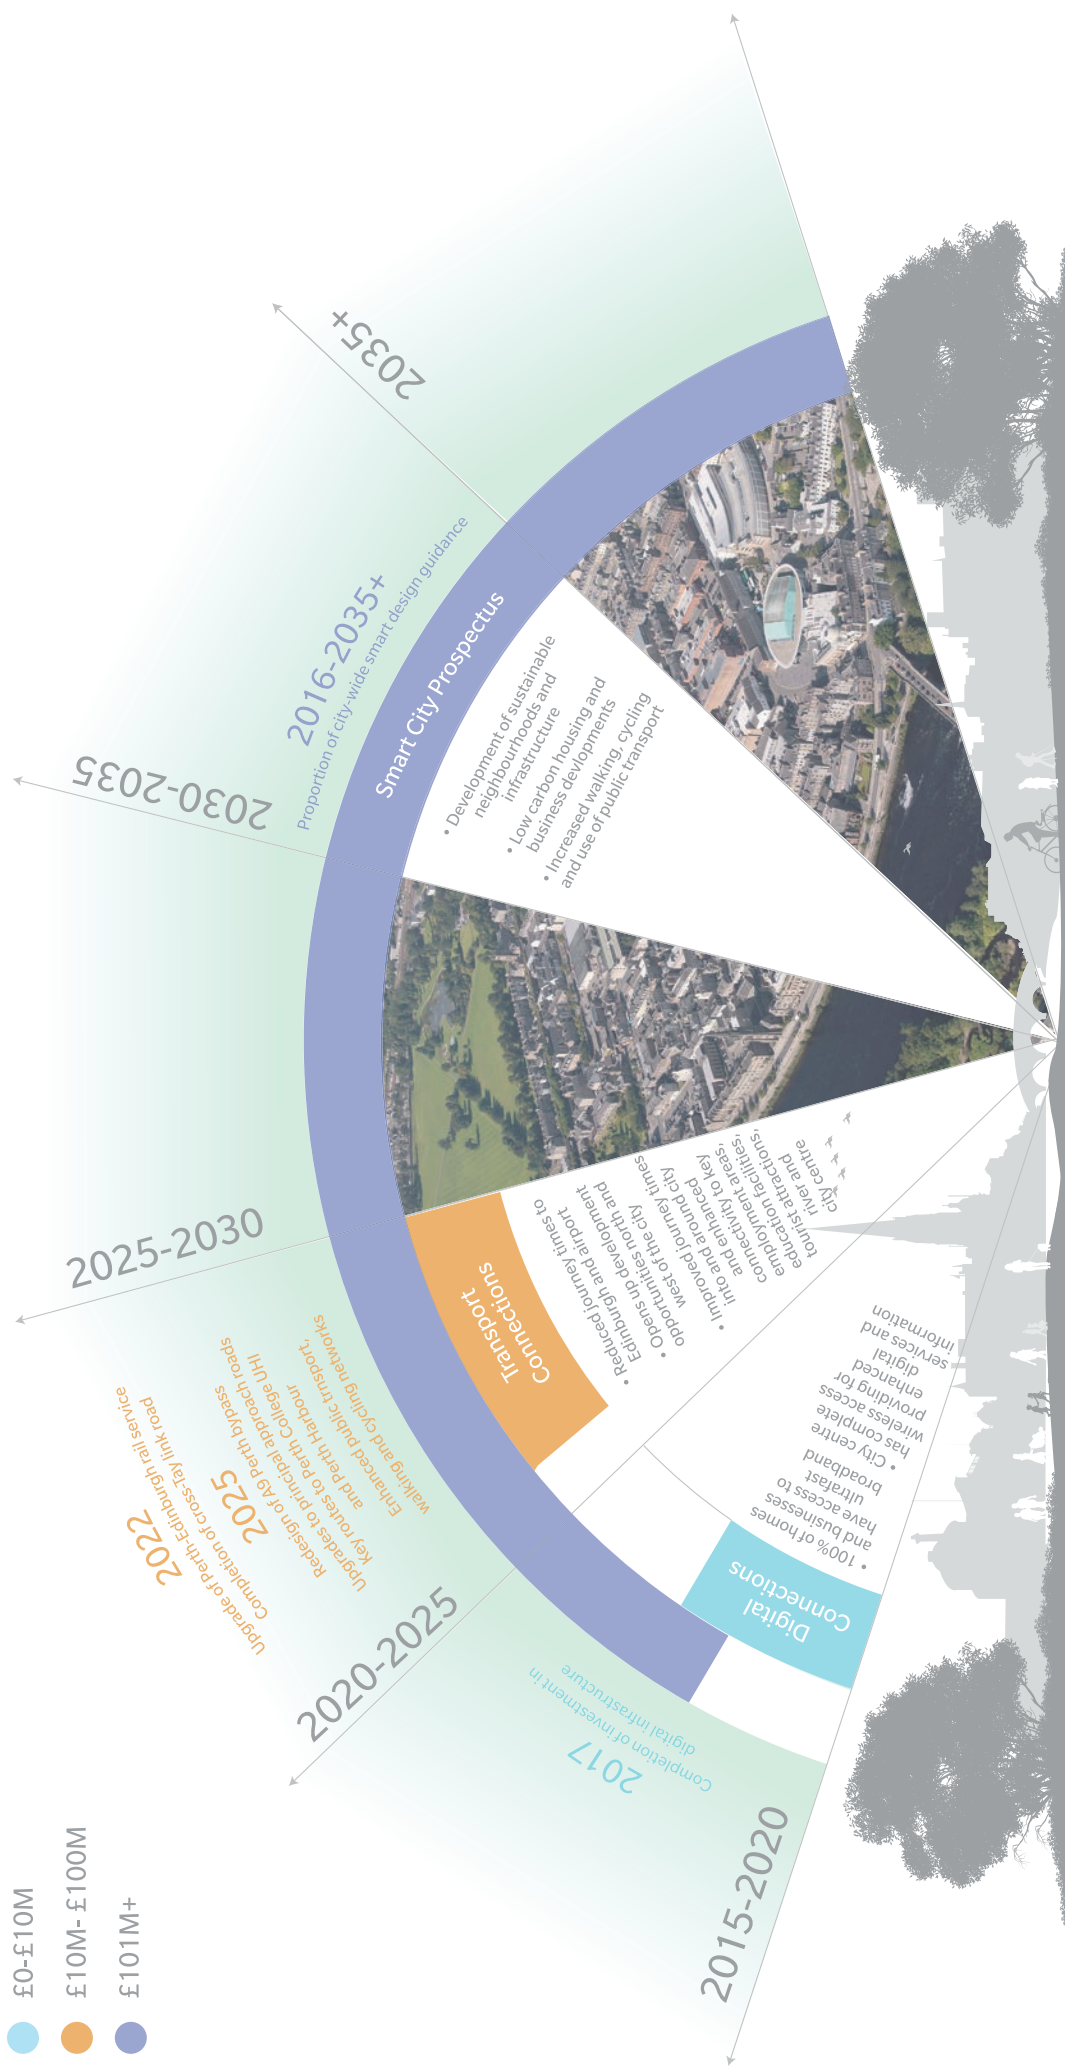 £0-£10M
£10M- £100M
£101M+
2015-2020
2020-2025
2025-2030
2030-2035
2035+
2017
Completion of investment in
digital infrastructure
Digital
Connections
• 100% of homes
and businesses
have access to
ultrafast
broadband
• City centre
has complete
wireless access
providing for
enhanced
digital
services and
information
2022
Upgrade of Perth-Edinburgh rail service
Completion of cross-Tay link road
2025
Redesign of A9 Perth bypass
Upgrades to principal approach roads
Key routes to Perth College UHI
and Perth Harbour
Enhanced public trnsport,
walking and cycling networks
Transport
Connections
• Reduced journey times to
Edinburgh and airport
• Opens up development
opportunities north and
west of the city
• Improved journey times
into and around city
and enhanced
connectivity to key
employment areas,
education facilities,
tourist attractions,
river and
city centre
2016-2035+
Proportion of city-wide smart design guidance
Smart City Prospectus
• Development of sustainable
neighbourhoods and
infrastructure
• Low carbon housing and
business devlopments
• Increased walking, cycling
and use of public transport